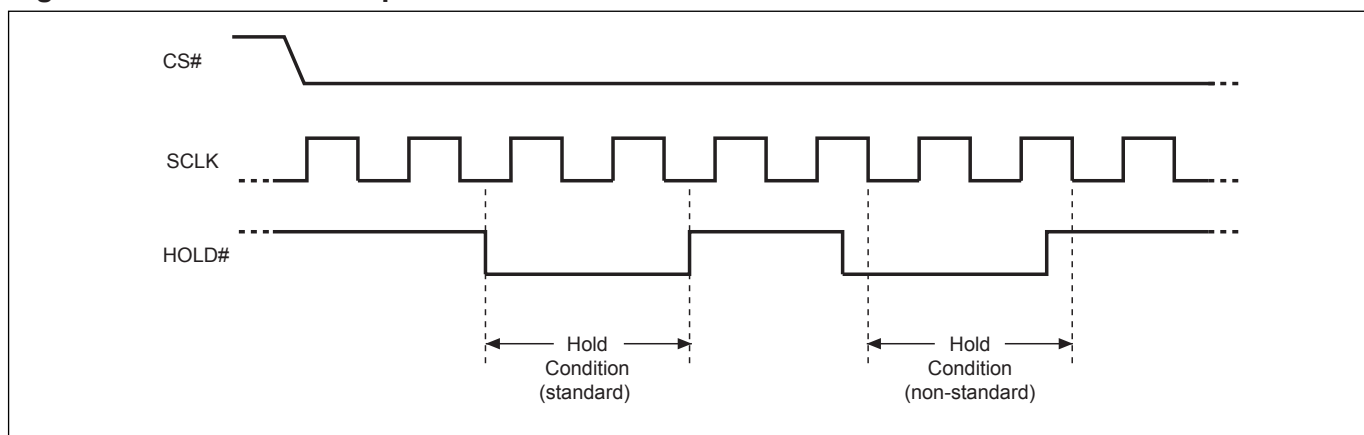 CS#
SCLK
HOLD#
Hold
Condition
(standard)
Hold
Condition
(non-standard)